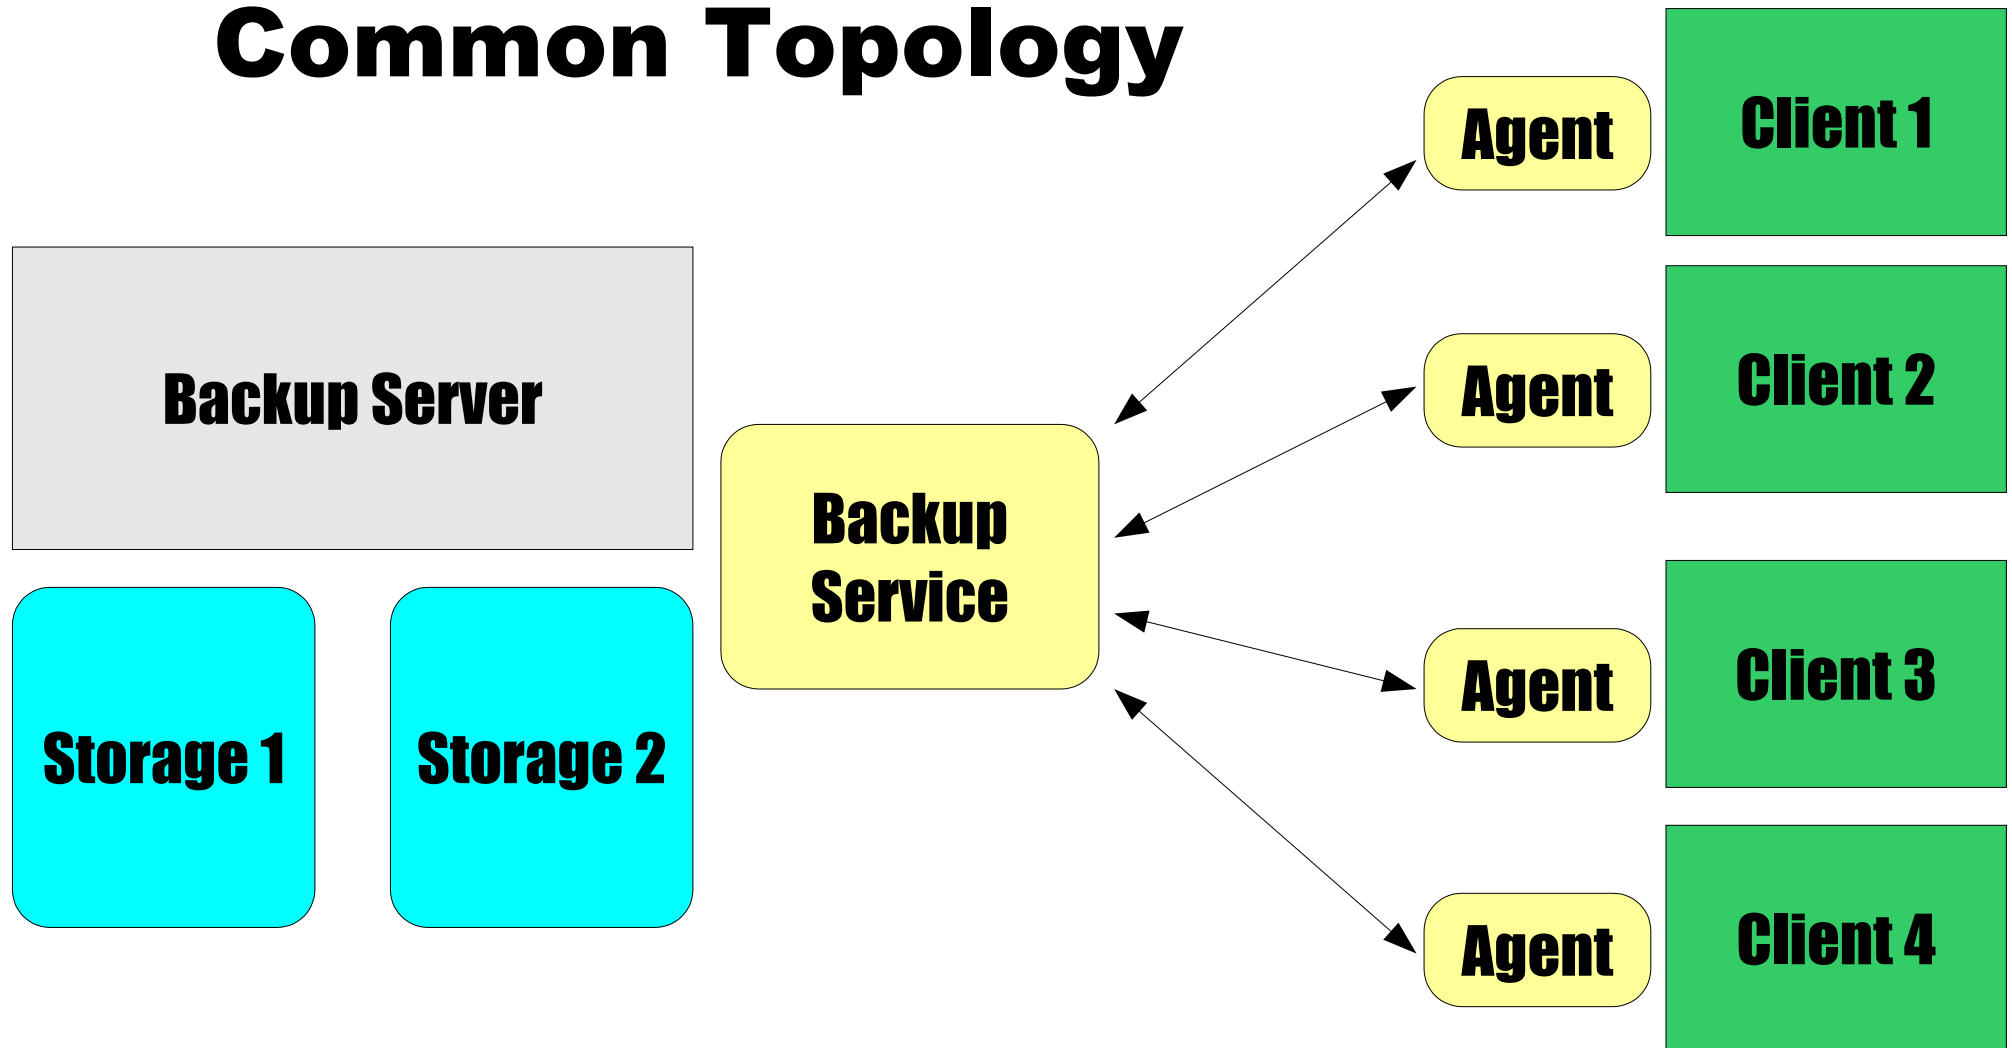 Common Topology
Agent
Client 1
Backup Server
Agent
Client 2
Backup
Service
Storage 1
Storage 2
Agent
Client 3
Agent
Client 4